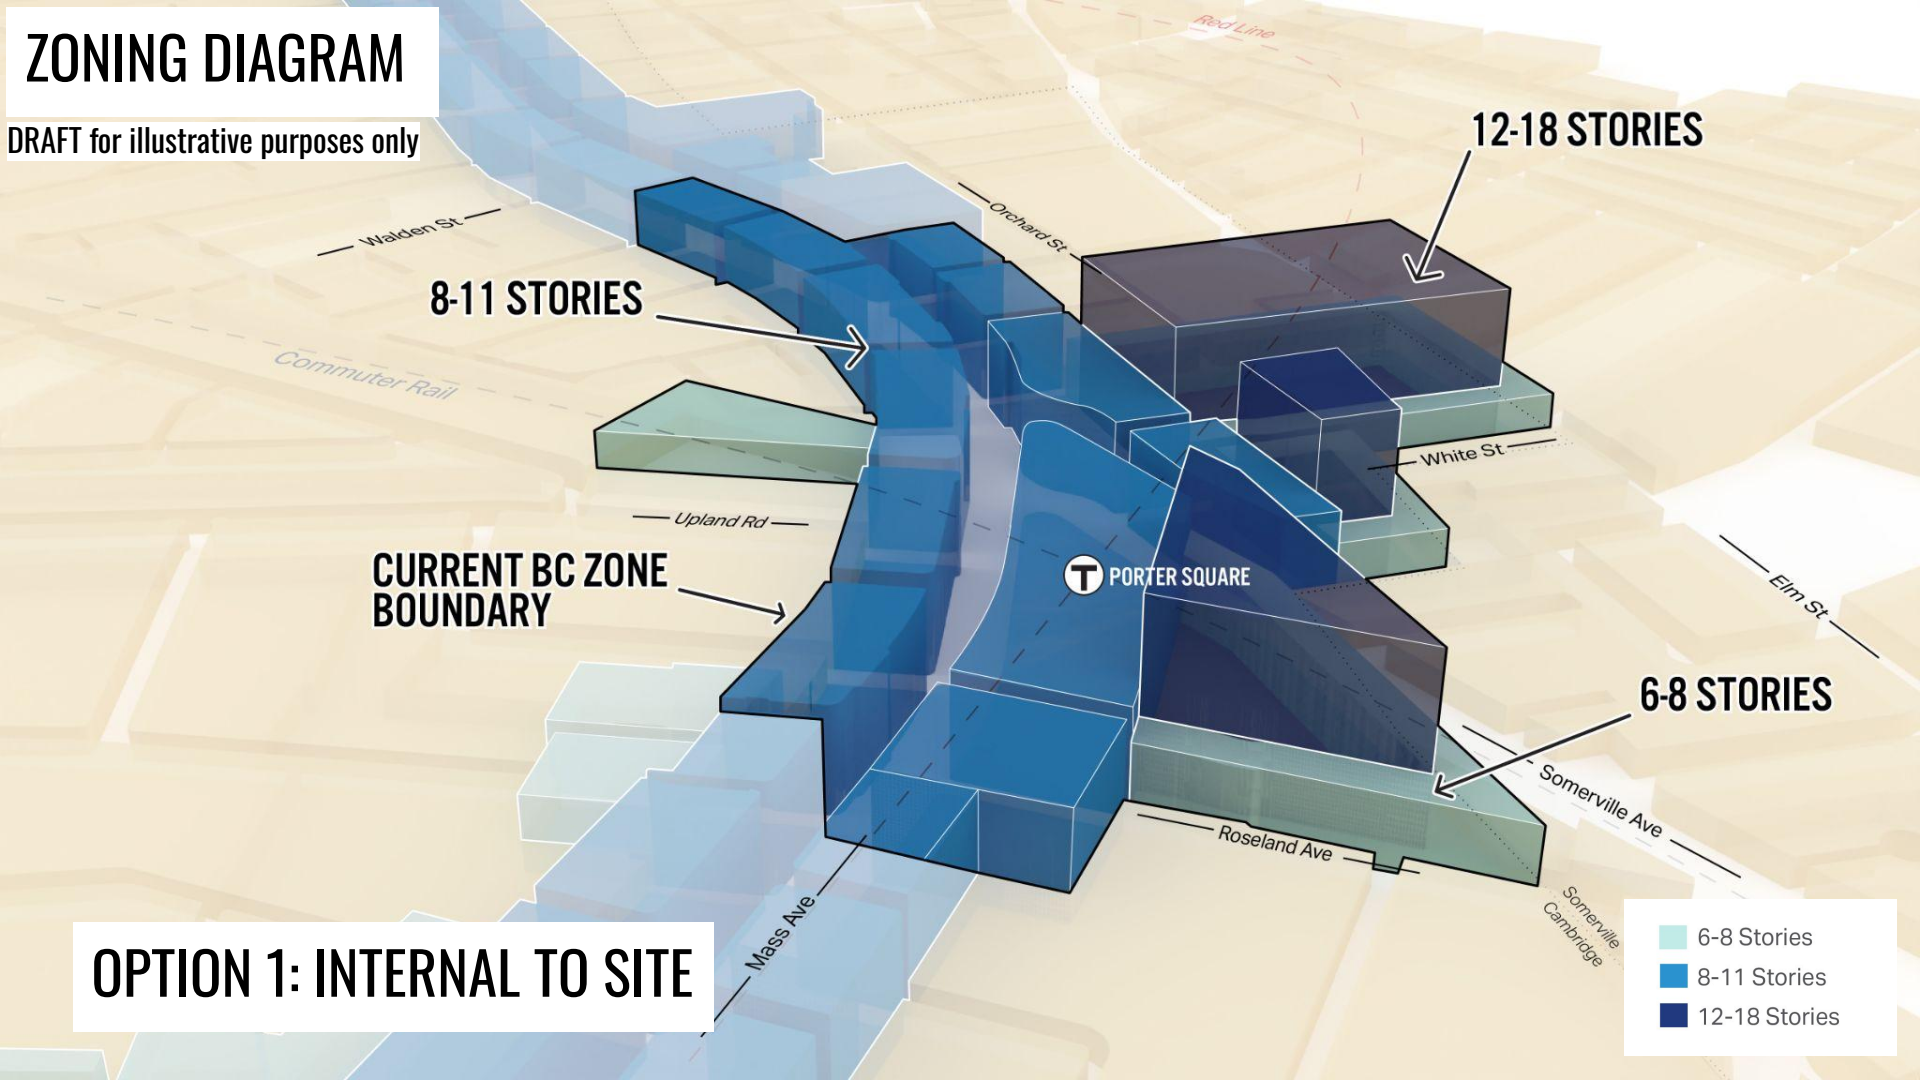 ZONING DIAGRAM
DRAFT for illustrative purposes only
Red Line
12-18 STORIES
Orchard St
Walden St
8-11 STORIES
Commuter Rail
White St
Upland Rd
CURRENT BC ZONE
BOUNDARY
T PORTER SQUARE
Elm St
6-8 STORIES
Somerville Ave
Roseland Ave
Mass Ave
Somerville
Cambridge
OPTION 1: INTERNAL TO SITE
6-8 Stories
8-11 Stories
12-18 Stories